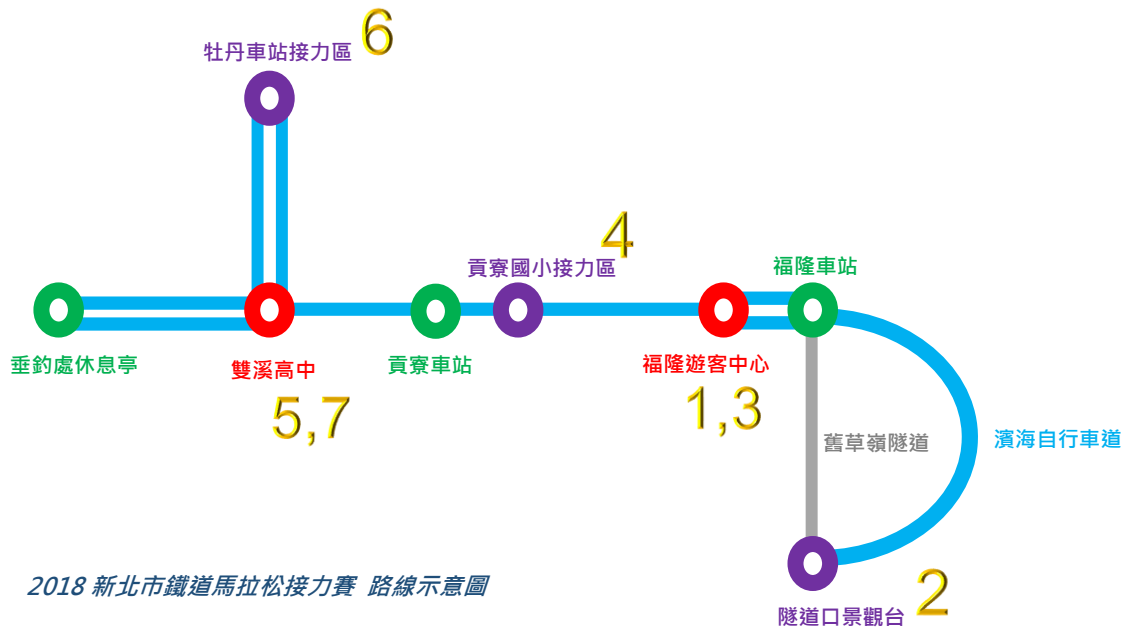 牡丹車站接力區
6
4
貢寮國小接力區
福隆車站
垂釣處休息亭
雙溪高中
貢寮車站
福隆遊客中心
5,7
1,3
舊草嶺隧道
濱海自行車道
2018 新北市鐵道馬拉松接力賽 路線示意圖
隧道口景觀台
2